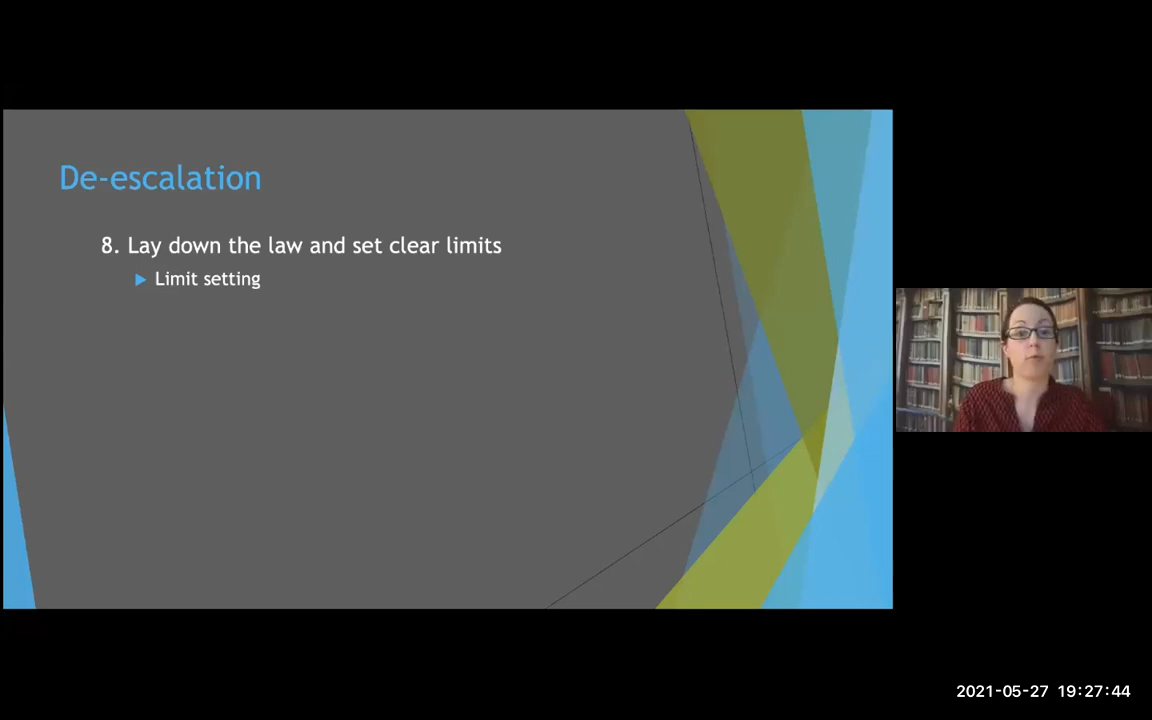 De-escalation
8. Lay down the law and set clear limits
Limit setting
2021-05-27 19:27:44